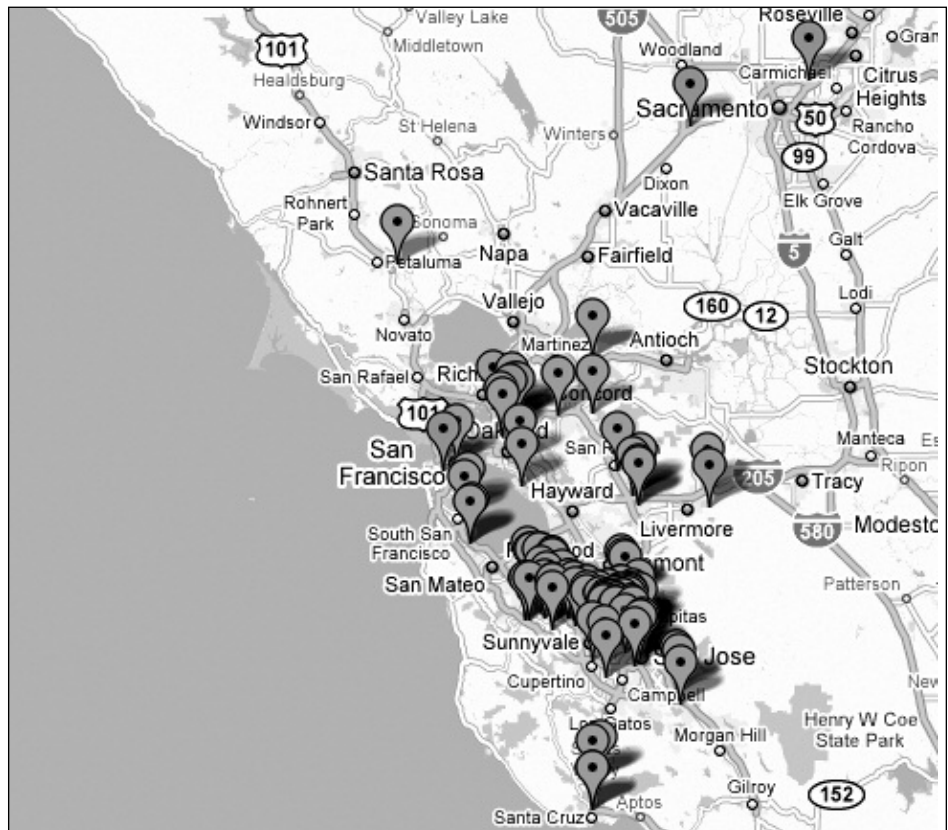 Valley Lake
505
Roseville
101
Middletown
Woodland
Gran
Healdsburg
Carmichael
Citrus
Heights
Windsor
St Helena
Winters
Sacramento
50
Rancho
Cordova
99
Santa Rosa
Dixon
Elk Grove
Rohnert
Park
Sonoma
Napa
Vacaville
Petaluma
Fairfield
5
Galt
Vallejo
160
12
Lodi
Novato
Martinez
Antioch
San Rafael
Stockton
101
San
Francisco
Manteca
Es
Ripon
205
Tracy
Hayward
Livermore
South San
Francisco
580
Modesto
San Mateo
Patterson
Sunnyvale
Jose
Cupertino
Campbell
New
Los Gatos
Morgan Hill
Henry W Coe
State Park
Gilroy
152
Santa Cruz
Aptos